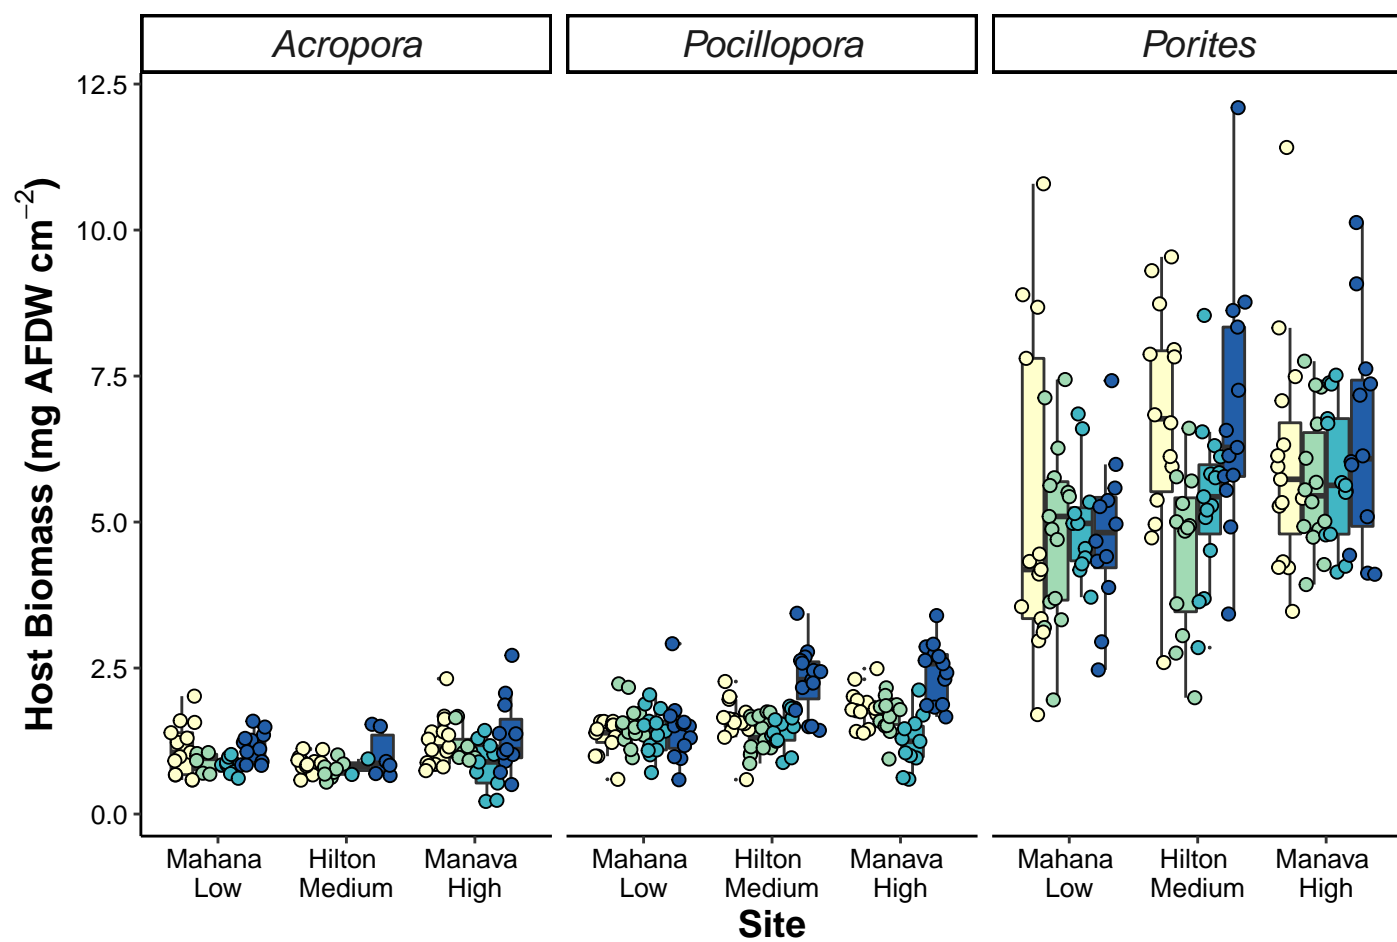 Acropora
Pocillopora
Porites
Host Biomass (mg AFDW cm⁻²)
12.5
10.0
7.5
5.0
2.5
0.0
Mahana Hilton Manava Mahana Hilton Manava Mahana Hilton Manava
Low Medium High Low Medium High Low Medium High
Site